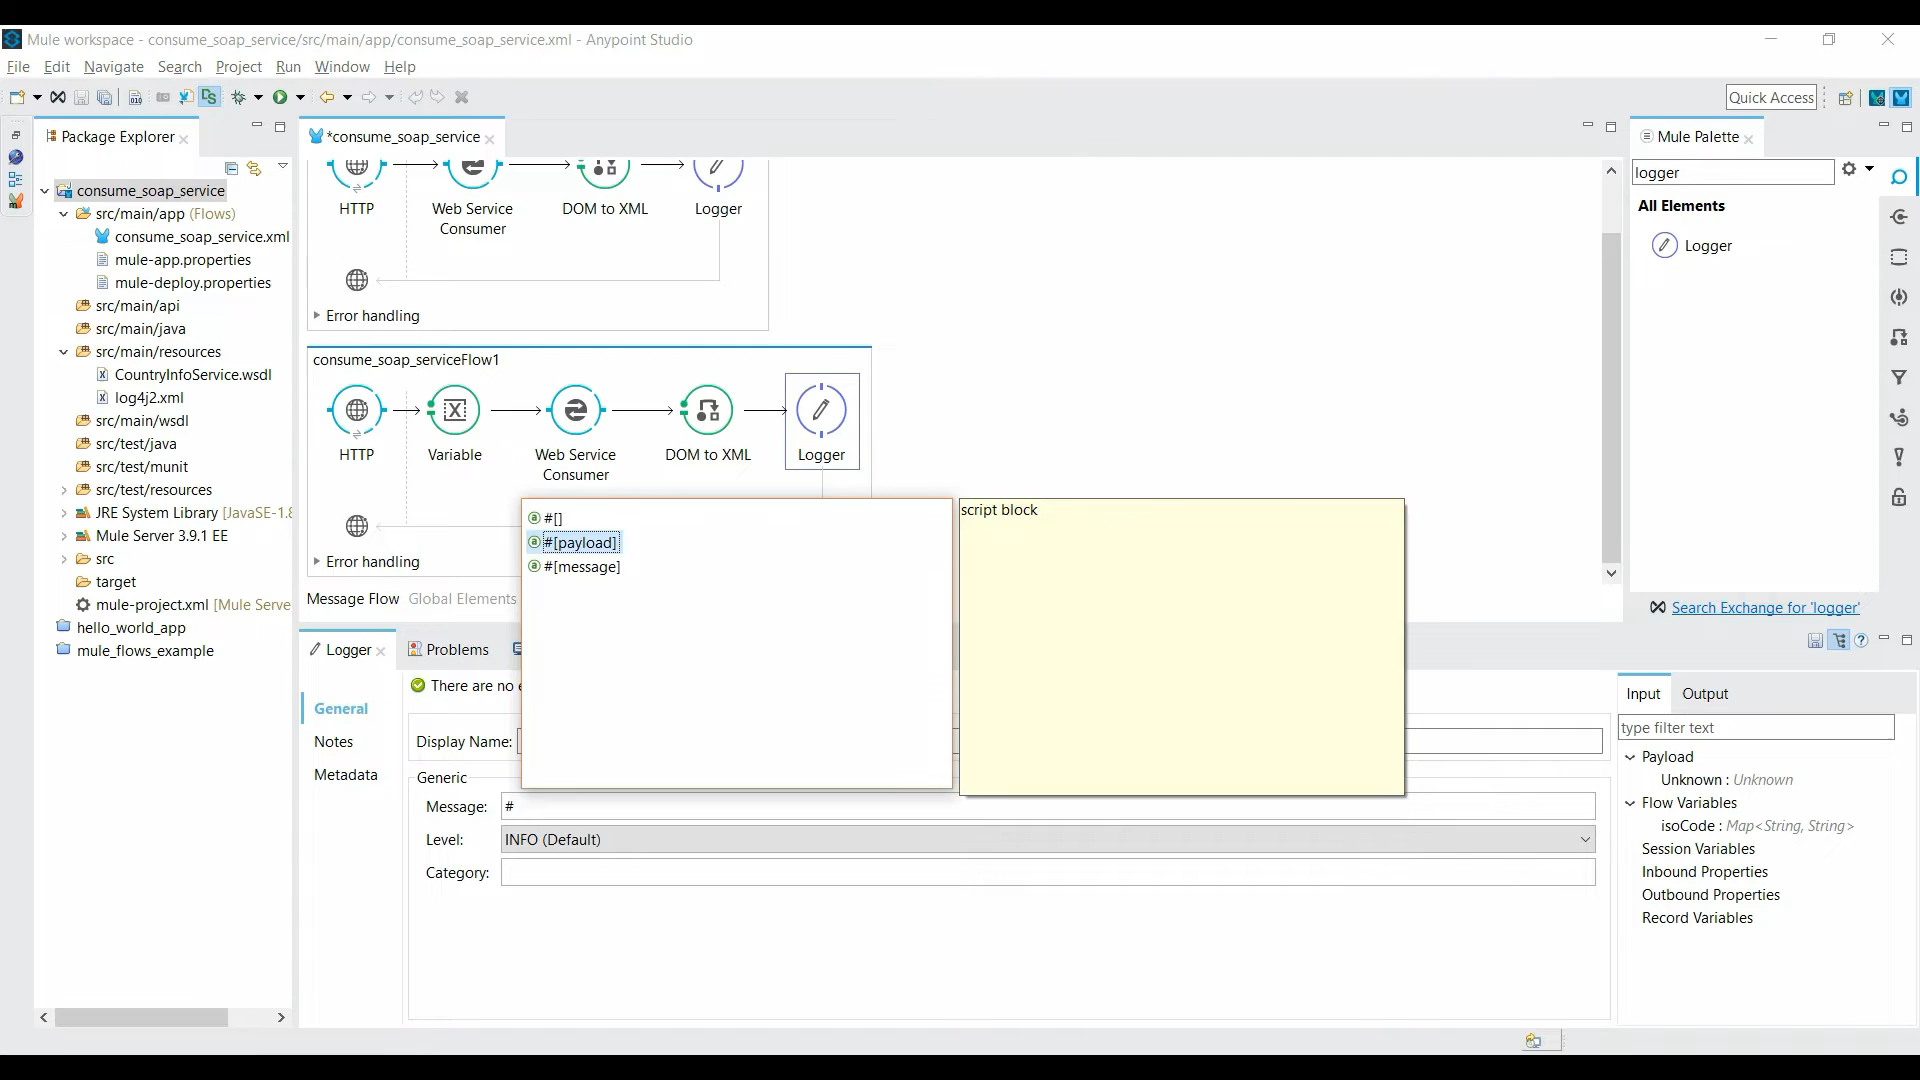 Mule workspace - consume_soap_service/src/main/app/consume_soap_service.xml - Anypoint Studio
File Edit Navigate Search Project Run Window Help
Quick Access
Package Explorer
consume_soap_service
src/main/app (Flows)
consume_soap_service.xml
mule-app.properties
mule-deploy.properties
src/main/api
src/main/java
src/main/resources
CountryInfoService.wsdl
log4j2.xml
src/main/wsdl
src/test/java
src/test/munit
src/test/resources
JRE System Library [JavaSE-1.8
Mule Server 3.9.1 EE
src
target
mule-project.xml [Mule Serve
hello_world_app
mule_flows_example
*consume_soap_service
HTTP
Web Service
Consumer
DOM to XML
Logger
Error handling
consume_soap_serviceFlow1
HTTP
Variable
Web Service
Consumer
DOM to XML
Logger
Error handling
Message Flow Global Elements
#[]
#[payload]
#[message]
script block
Logger
Problems
There are no e
General
Notes
Metadata
Display Name:
Generic
Message: #
Level: INFO (Default)
Category:
Mule Palette
logger
All Elements
Logger
Search Exchange for 'logger'
Input Output
type filter text
Payload
Unknown : Unknown
Flow Variables
isoCode : Map<String, String>
Session Variables
Inbound Properties
Outbound Properties
Record Variables